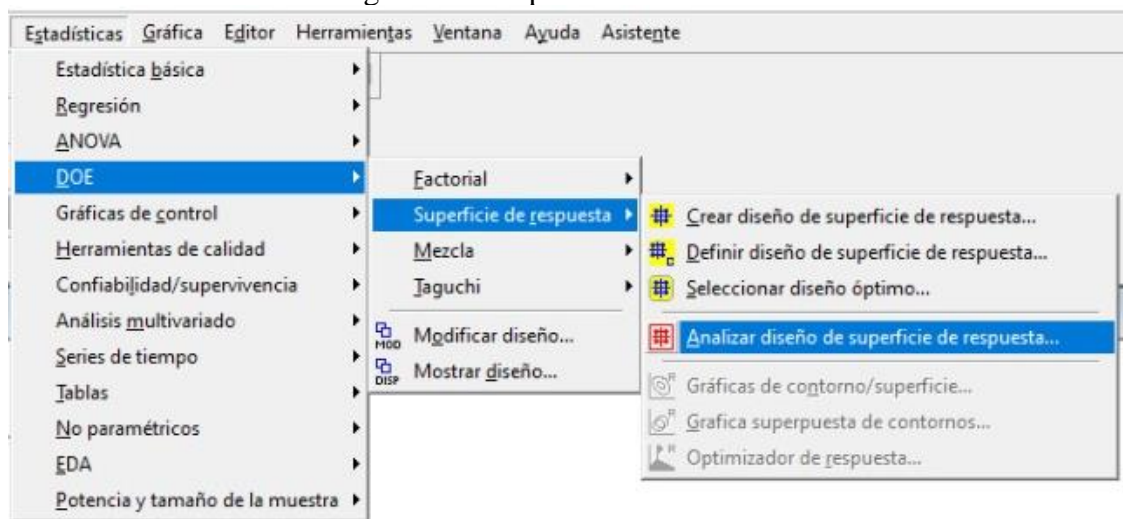 Estadísticas Gráfica Editor Herramientas Ventana Ayuda Asistente
Estadística básica
Regresión
ANOVA
DOE
Gráficas de control
Herramientas de calidad
Confiabilidad/supervivencia
Análisis multivariado
Series de tiempo
Tablas
No paramétricos
EDA
Potencia y tamaño de la muestra
Factorial
Superficie de respuesta
Mezcla
Taguchi
MOD Modificar diseño...
DISP Mostrar diseño...
Crear diseño de superficie de respuesta...
Definir diseño de superficie de respuesta...
Seleccionar diseño óptimo...
Analizar diseño de superficie de respuesta...
Gráficas de contorno/superficie...
Grafica superpuesta de contornos...
Optimizador de respuesta...